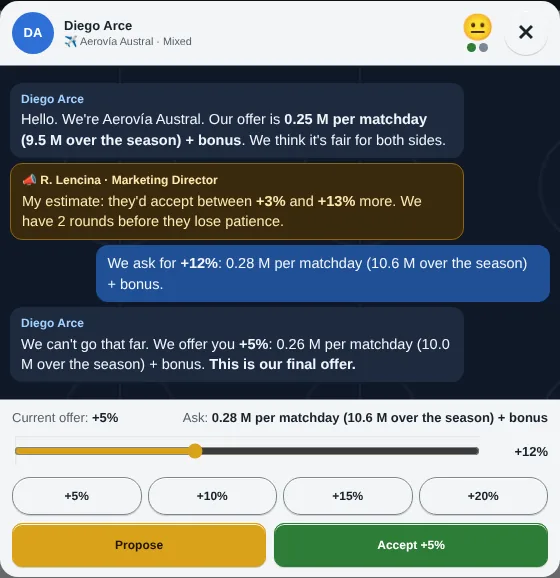 DA
Diego Arce
✈️ Aerovía Austral · Mixed
✕
Diego Arce
Hello. We're Aerovía Austral. Our offer is 0.25 M per matchday
(9.5 M over the season) + bonus. We think it's fair for both sides.
📣 R. Lencina · Marketing Director
My estimate: they'd accept between +3% and +13% more. We
have 2 rounds before they lose patience.
We ask for +12%: 0.28 M per matchday (10.6 M over the season)
+ bonus.
Diego Arce
We can't go that far. We offer you +5%: 0.26 M per matchday (10.0
M over the season) + bonus. This is our final offer.
Current offer: +5%
Ask: 0.28 M per matchday (10.6 M over the season) + bonus
+12%
+5%
+10%
+15%
+20%
Propose
Accept +5%